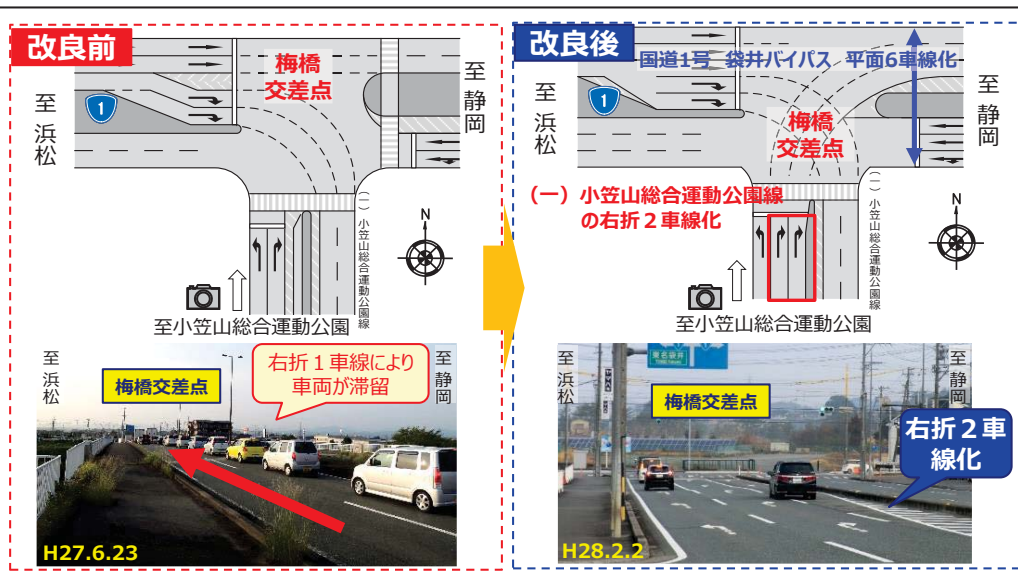 改良前
梅橋
交差点
至
浜松
1
至
静岡
(一)小笠山総合運動公園線
N
至小笠山総合運動公園
至
浜松
梅橋交差点
右折1車線により
車両が滞留
至
静岡
H27.6.23
改良後
国道1号 袋井バイパス 平面6車線化
至
浜松
1
梅橋
交差点
至
静岡
(一)小笠山総合運動公園線
の右折2車線化
(一)小笠山総合運動公園線
N
至小笠山総合運動公園
至
浜松
東名袋井
梅橋交差点
至
静岡
右折2車
線化
H28.2.2